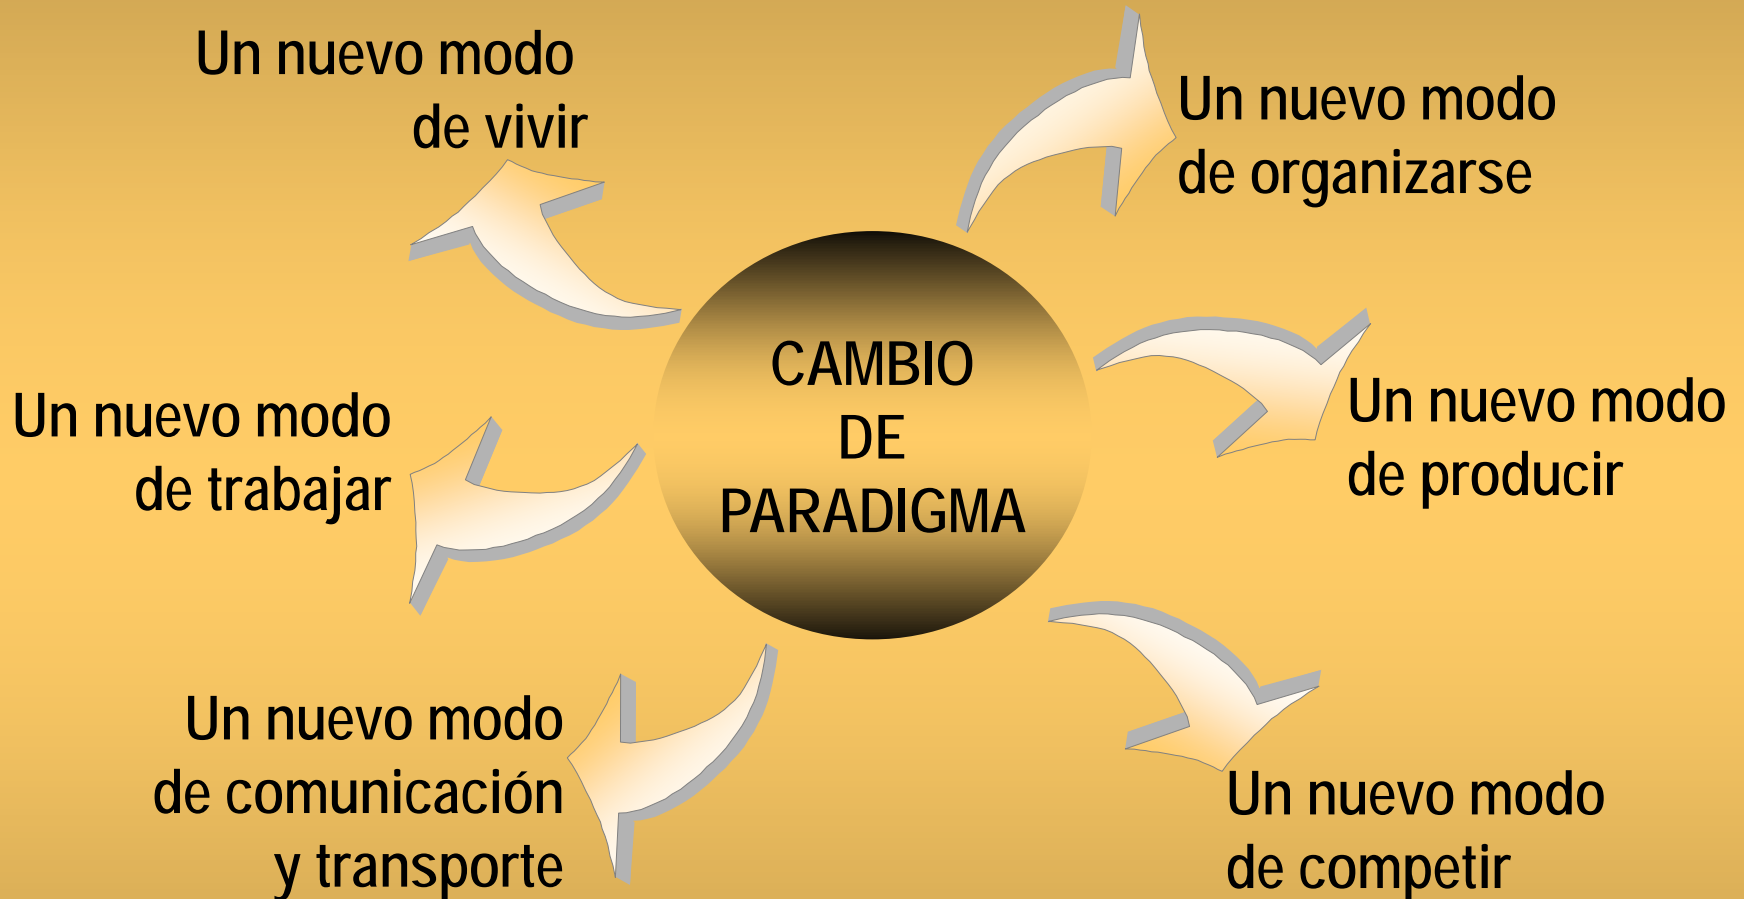 Un nuevo modo
de vivir
Un nuevo modo
de organizarse
CAMBIO
DE
PARADIGMA
Un nuevo modo
de trabajar
Un nuevo modo
de producir
Un nuevo modo
de comunicación
y transporte
Un nuevo modo
de competir